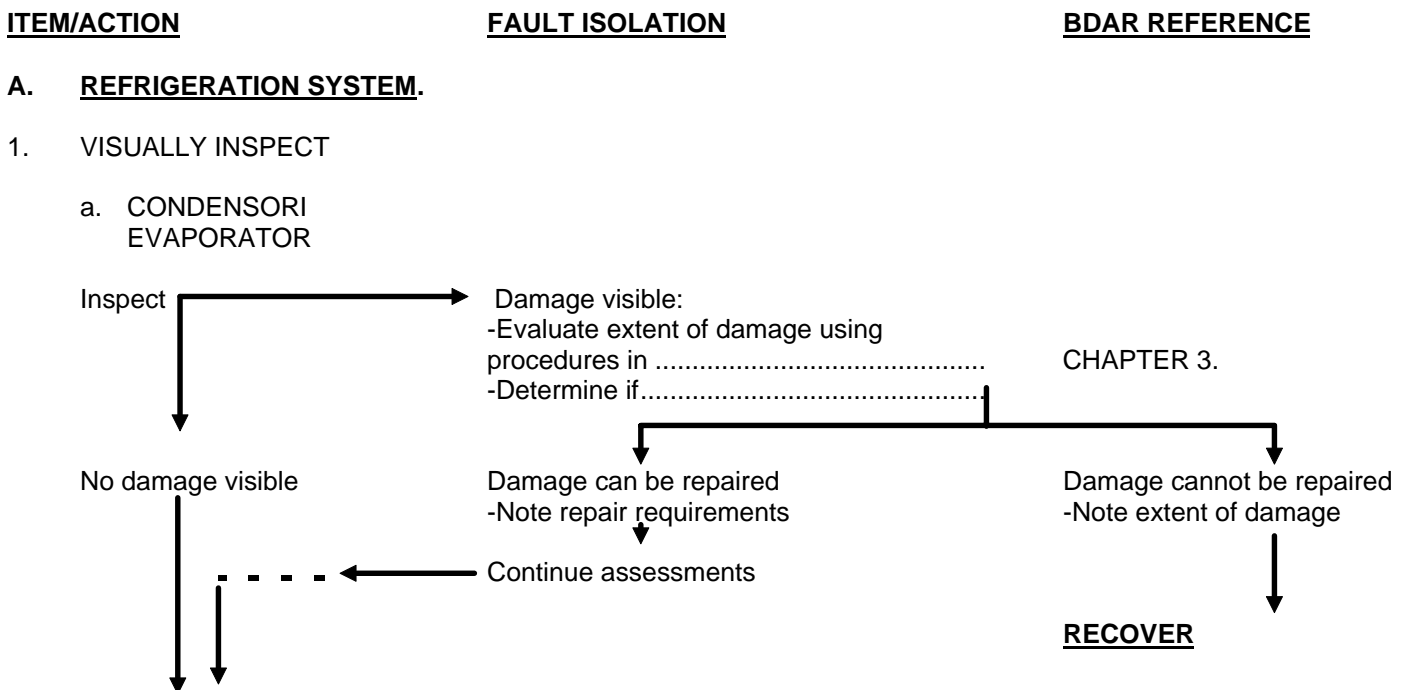 ITEM/ACTION FAULT ISOLATION BDAR REFERENCE
A. REFRIGERATION SYSTEM.
1. VISUALLY INSPECT
a. CONDENSORI
EVAPORATOR
Inspect Damage visible:
-Evaluate extent of damage using
procedures in ............................................. CHAPTER 3.
-Determine if...............................................
No damage visible Damage can be repaired Damage cannot be repaired
-Note repair requirements -Note extent of damage
Continue assessments
RECOVER